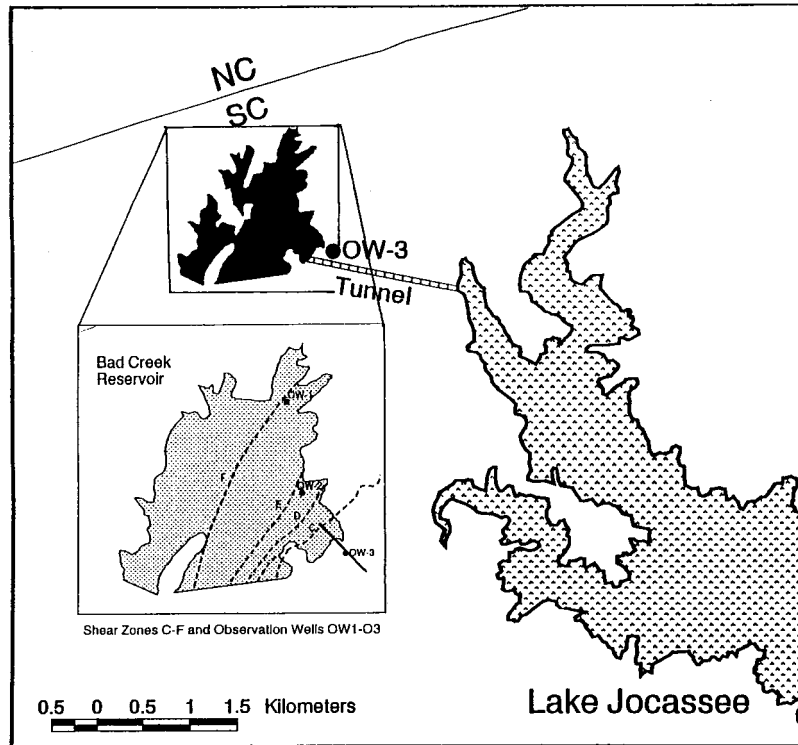 NC
SC
OW-3
Tunnel
Bad Creek
Reservoir
OW-1
F
OW-2
E
D
C
OW-3
Shear Zones C-F and Observation Wells OW1-O3
0.5 0 0.5 1 1.5 Kilometers
Lake Jocassee